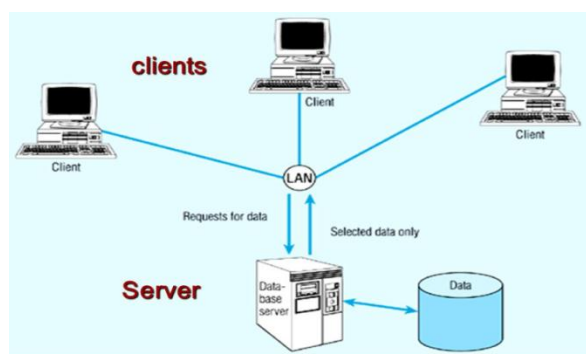 clients
Client
Client
Client
LAN
Requests for data
Selected data only
Server
Data-
base
server
Data